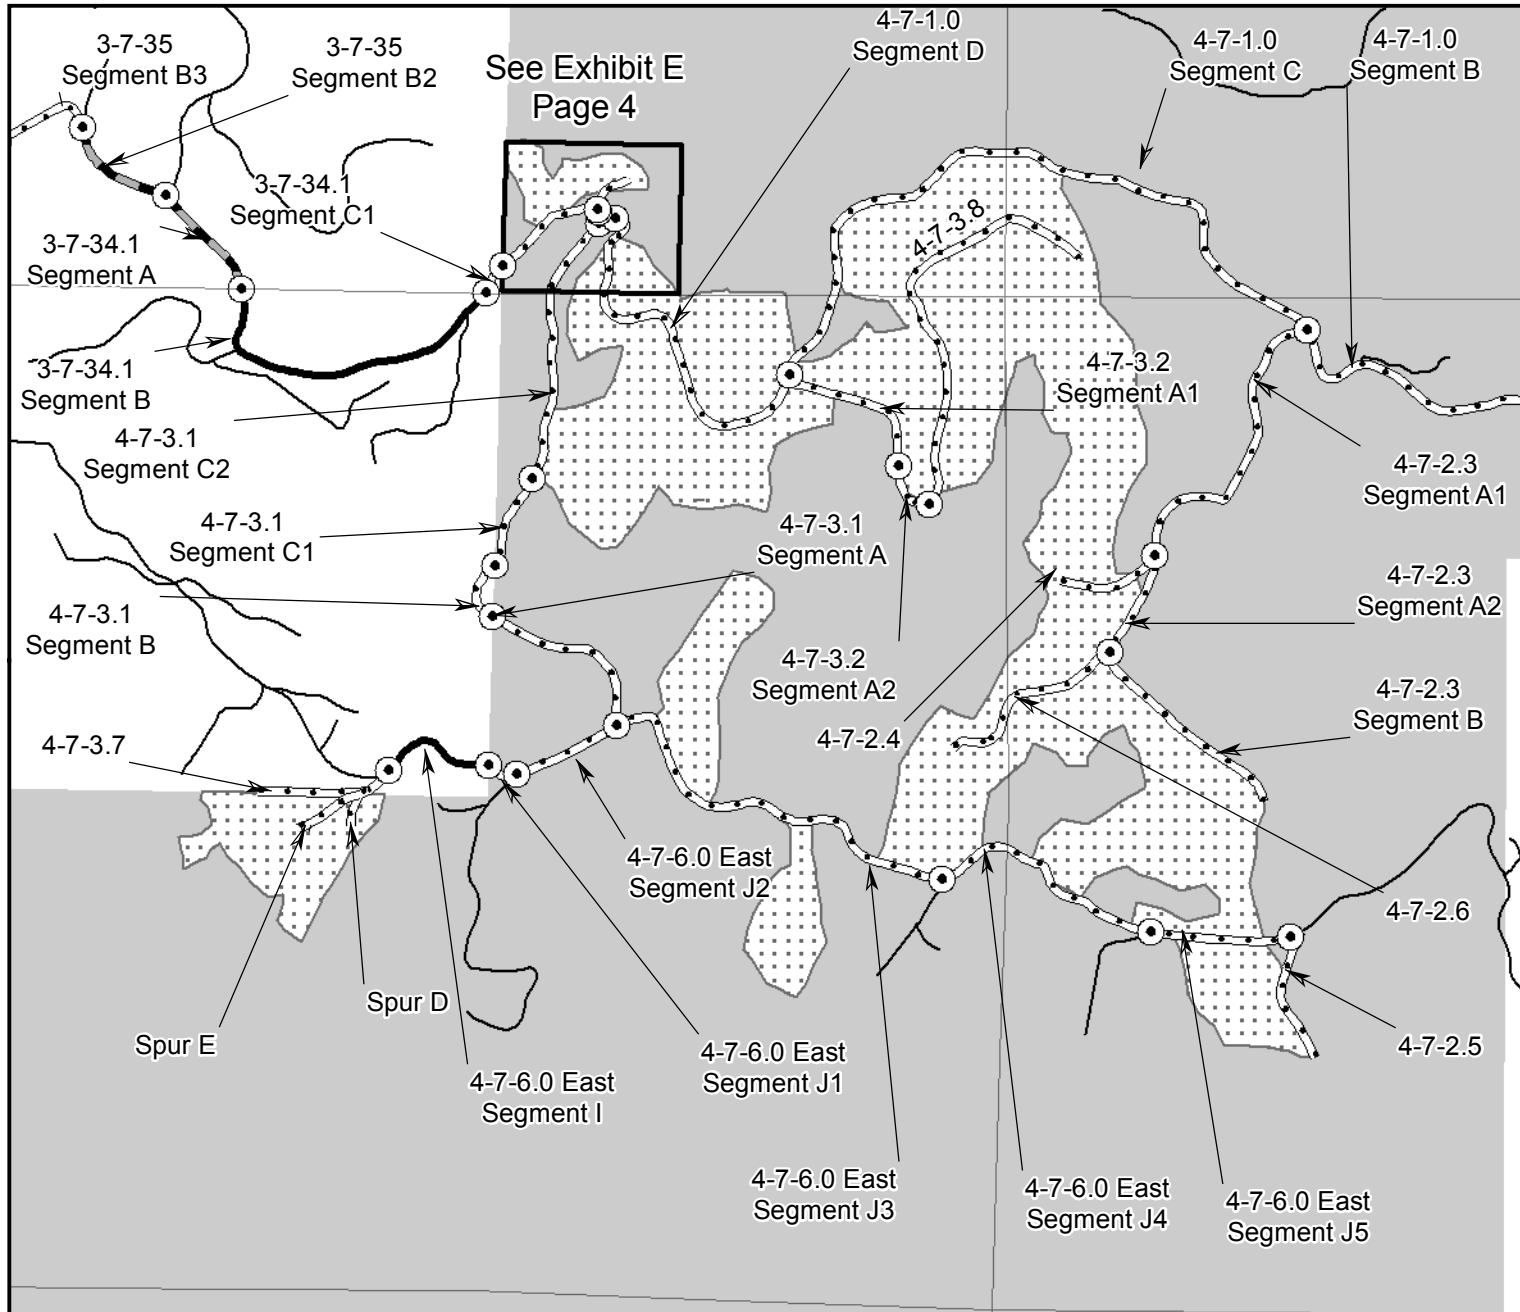 4-7-1.0
Segment D
3-7-35
Segment B3
3-7-35
Segment B2
4-7-1.0
Segment C
4-7-1.0
Segment B
See Exhibit E
Page 4
3-7-34.1
Segment C1
3-7-34.1
Segment A
4-7-3.8
3-7-34.1
Segment B
4-7-3.2
Segment A1
4-7-3.1
Segment C2
4-7-2.3
Segment A1
4-7-3.1
Segment C1
4-7-3.1
Segment A
4-7-2.3
Segment A2
4-7-3.1
Segment B
4-7-3.2
Segment A2
4-7-2.3
Segment B
4-7-3.7
4-7-2.4
4-7-6.0 East
Segment J2
4-7-2.6
Spur D
Spur E
4-7-2.5
4-7-6.0 East
Segment J1
4-7-6.0 East
Segment I
4-7-6.0 East
Segment J3
4-7-6.0 East
Segment J4
4-7-6.0 East
Segment J5